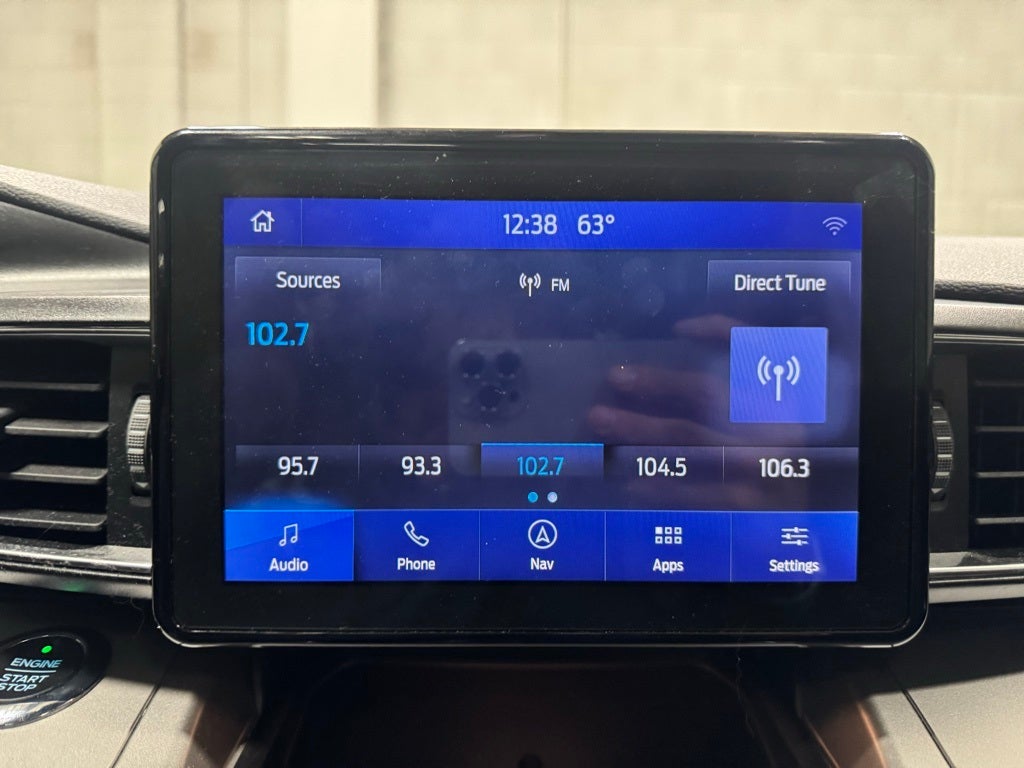 12:38 63°
Sources
FM
Direct Tune
102.7
95.7 93.3 102.7 104.5 106.3
Audio Phone Nav Apps Settings
ENGINE
START
STOP